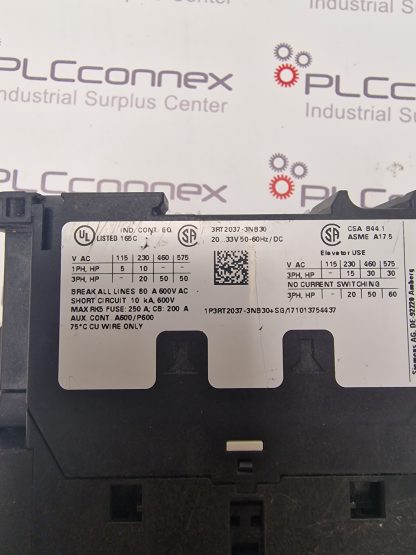 PLCconnex
Industrial Surplus Center
PLCconnex
Industrial Surplus Center
UL LISTED 165C
IND. CONT. EQ.
SA
3RT2037-3NB30
20...33V 50-60Hz/DC
SA
CSA B44.1
ASME A17.5
V AC 115 230 460 575
1PH, HP 5 10 - -
3PH, HP - 20 50 50
BREAK ALL LINES 80 A 600V AC
SHORT CIRCUIT 10 kA, 600V
MAX RK5 FUSE: 250 A; CB: 200 A
AUX. CONT. A600/P600
75°C CU WIRE ONLY
Elevator USE
V AC 115 230 460 575
3PH, HP - 15 30 30
NO CURRENT SWITCHING
3PH, HP - 20 50 60
1P3RT2037-3NB30+SG/171013754437
Siemens AG, DE-92220 Amberg